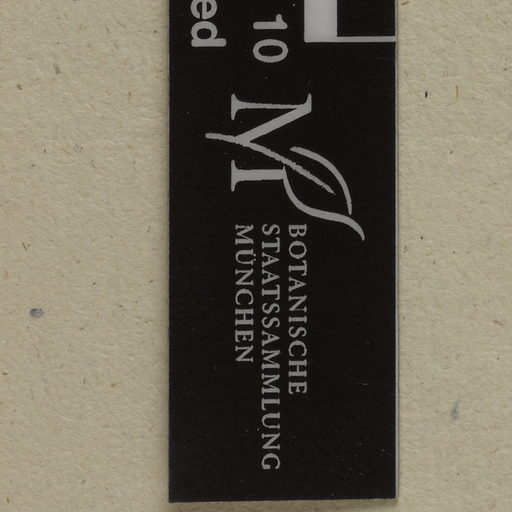 10
ed
M
BOTANISCHE
STAATSSAMMLUNG
MÜNCHEN